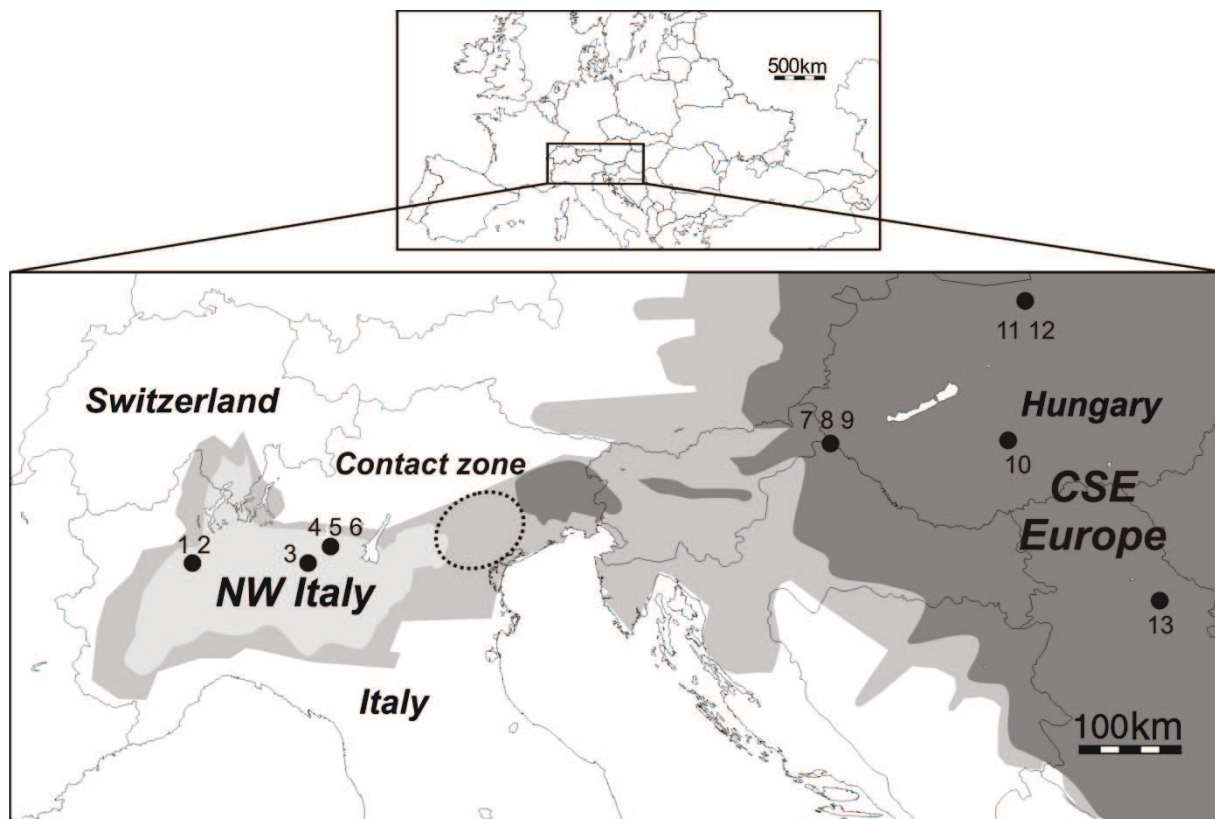 500km
Switzerland
Contact zone
11 12
Hungary
7 8 9
10
CSE
Europe
4 5 6
1 2
3
NW Italy
13
Italy
100km